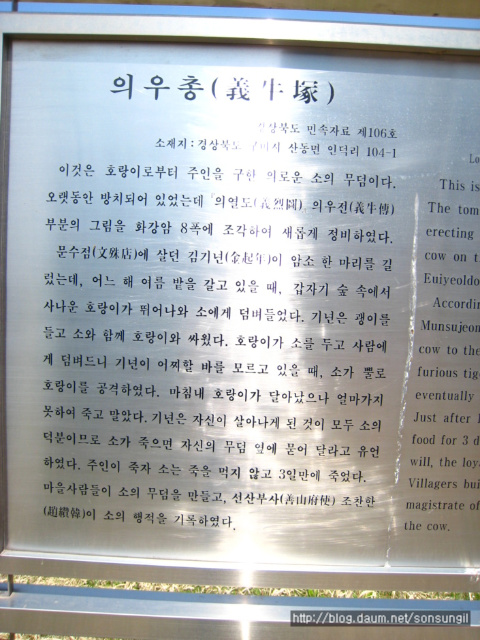 의우총(義牛塚)
경상북도 민속자료 제106호
소재지 : 경상북도 구미시 산동면 인덕리 104-1
이것은 호랑이로부터 주인을 구한 의로운 소의 무덤이다.
오랫동안 방치되어 있었는데 「의열도(義烈圖)」 의우전(義牛傳)
부분의 그림을 화강암 8폭에 조각하여 새롭게 정비하였다.
문수점(文殊店)에 살던 김기년(金起年)이 암소 한 마리를 길
렀는데, 어느 해 여름 밭을 갈고 있을 때, 갑자기 숲 속에서
사나운 호랑이가 뛰어나와 소에게 덤벼들었다. 기년은 괭이를
들고 소와 함께 호랑이와 싸웠다. 호랑이가 소를 두고 사람에
게 덤벼드니 기년이 어찌할 바를 모르고 있을 때, 소가 뿔로
호랑이를 공격하였다. 마침내 호랑이가 달아났으나 얼마가지
못하여 죽고 말았다. 기년은 자신이 살아나게 된 것이 모두 소의
덕분이므로 소가 죽으면 자신의 무덤 옆에 묻어 달라고 유언
하였다. 주인이 죽자 소는 죽을 먹지 않고 3일만에 죽었다.
마을사람들이 소의 무덤을 만들고, 선산부사(善山府使) 조찬한
(趙纘韓)이 소의 행적을 기록하였다.
Lo
This is
The tom
erecting
cow on t
Euiyeoldo
Accordin
Munsujeon
cow to the
furious tig
eventually
Just after
food for 3 d
will, the loya
Villagers bui
magistrate of
the cow.
http://blog.daum.net/sonsungil